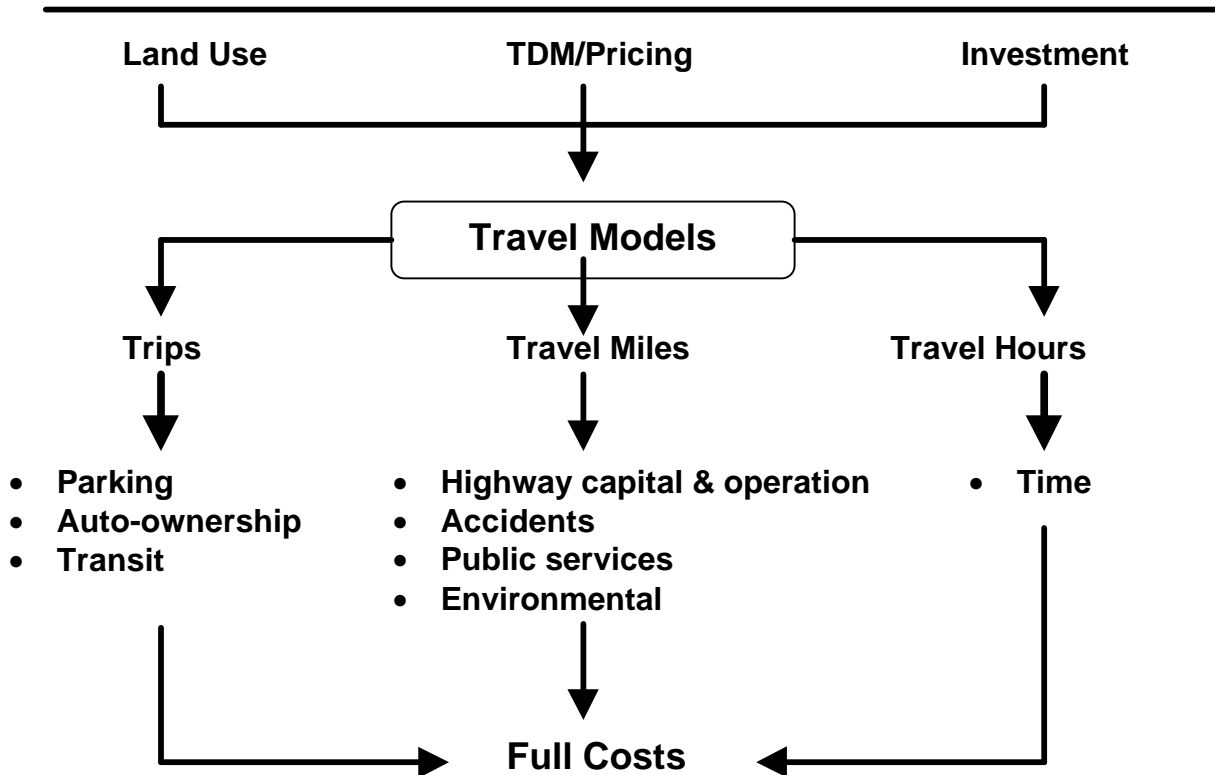 Land Use TDM/Pricing Investment
Travel Models
Trips Travel Miles Travel Hours
• Parking • Highway capital & operation • Time
• Auto-ownership • Accidents
• Transit • Public services
• Environmental
Full Costs